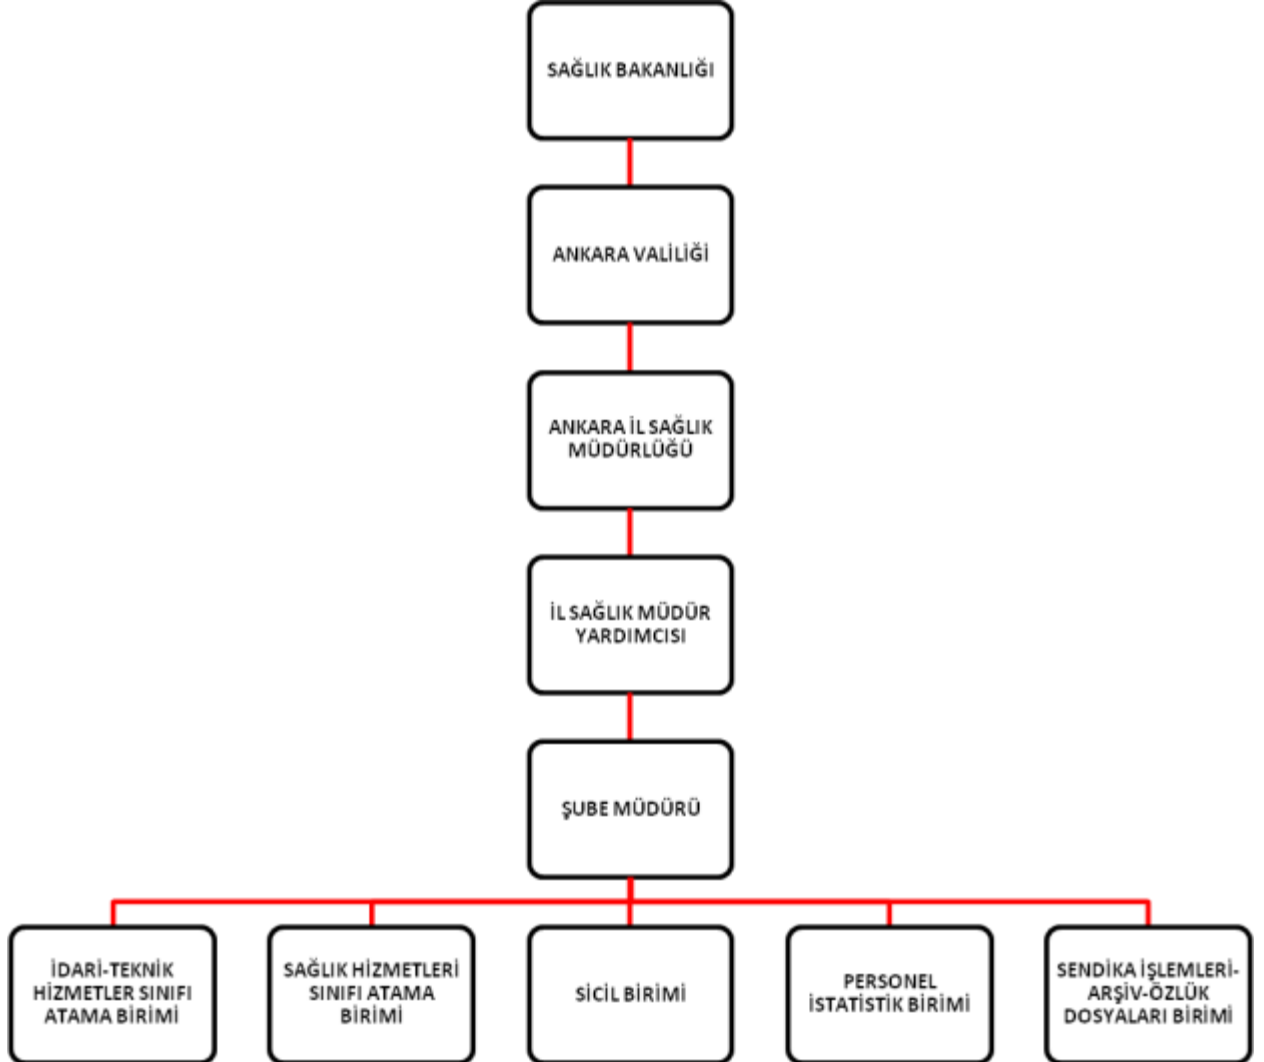 SAĞLIK BAKANLIĞI
ANKARA VALİLİĞİ
ANKARA İL SAĞLIK
MÜDÜRLÜĞÜ
İL SAĞLIK MÜDÜR
YARDIMCISI
ŞUBE MÜDÜRÜ
İDARİ-TEKNİK
HİZMETLER SINIFI
ATAMA BİRİMİ
SAĞLIK HİZMETLERİ
SINIFI ATAMA
BİRİMİ
SİCİL BİRİMİ
PERSONEL
İSTATİSTİK BİRİMİ
SENDİKA İŞLEMLERİ-
ARŞİV-ÖZLÜK
DOSYALARI BİRİMİ